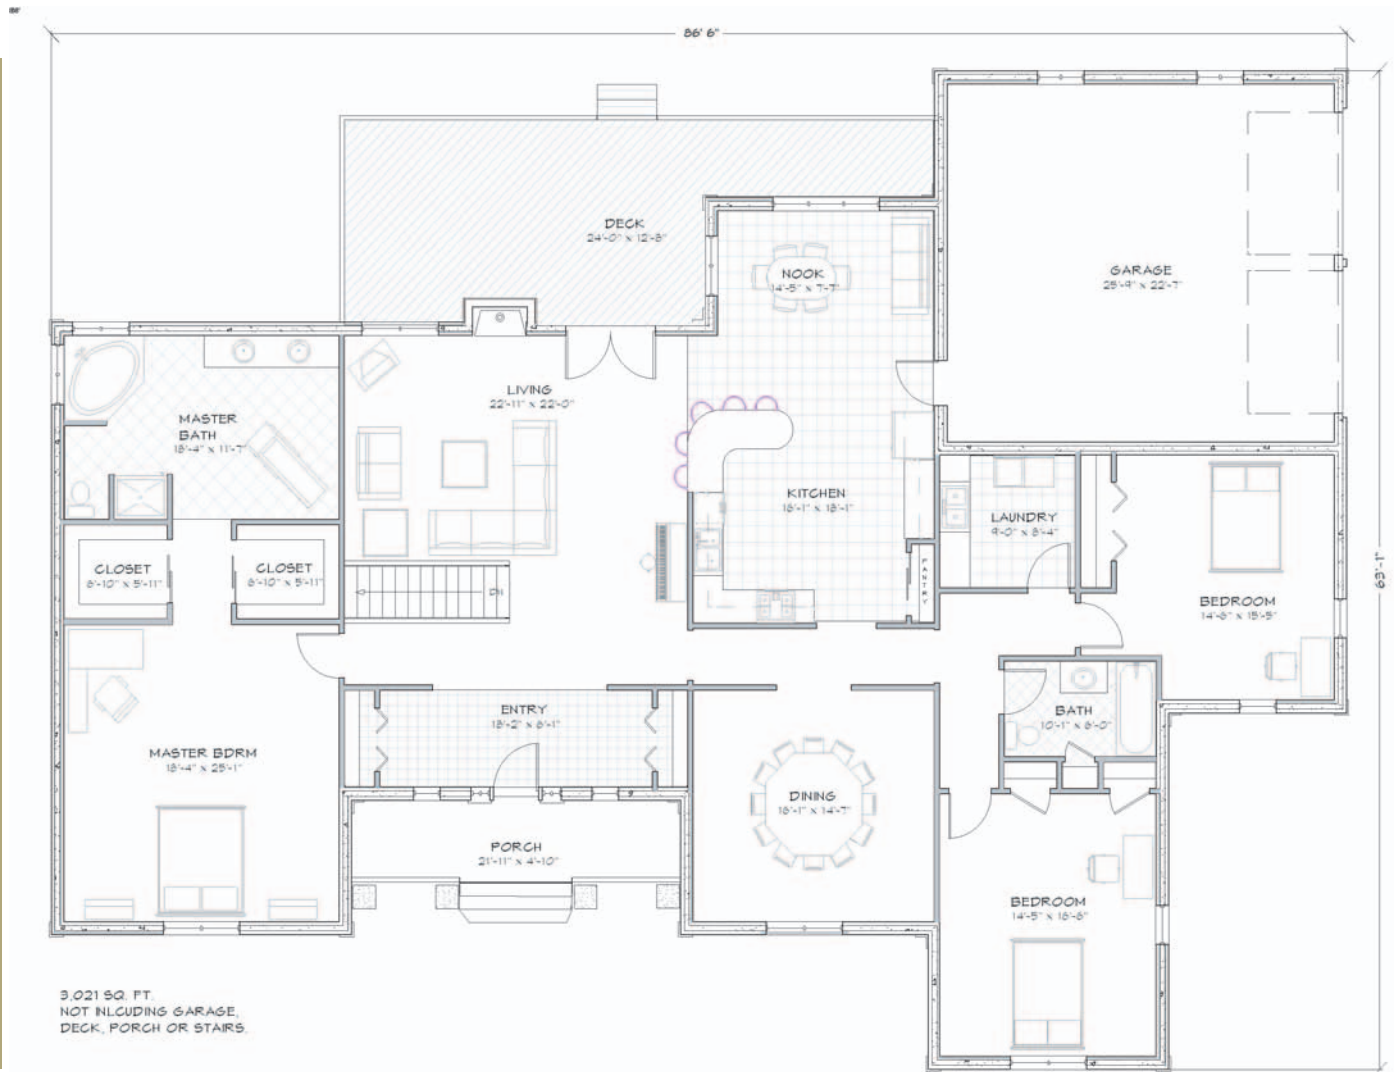 86' 6"
DECK
24'-0" x 12'-8"
NOOK
14'-5" x 7'-7"
GARAGE
25'-9" x 22'-7"
LIVING
22'-11" x 22'-0"
MASTER
BATH
18'-4" x 11'-7"
KITCHEN
16'-1" x 18'-1"
LAUNDRY
9'-0" x 8'-4"
63'-1"
CLOSET
6'-10" x 5'-11"
CLOSET
6'-10" x 5'-11"
PANTRY
DN
BEDROOM
14'-6" x 15'-5"
ENTRY
18'-2" x 6'-1"
BATH
10'-1" x 6'-0"
MASTER BDRM
18'-4" x 25'-1"
DINING
16'-1" x 14'-7"
PORCH
21'-11" x 4'-10"
BEDROOM
14'-5" x 16'-6"
3,021 SQ. FT.
NOT INLCUDING GARAGE,
DECK, PORCH OR STAIRS.